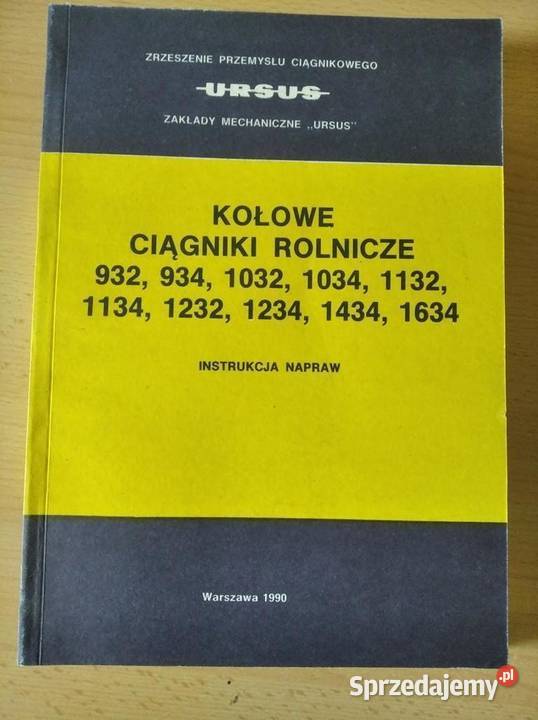 ZRZESZENIE PRZEMYSŁU CIĄGNIKOWEGO
URSUS
ZAKŁADY MECHANICZNE „URSUS"
KOŁOWE
CIĄGNIKI ROLNICZE
932, 934, 1032, 1034, 1132,
1134, 1232, 1234, 1434, 1634
INSTRUKCJA NAPRAW
Warszawa 1990
Sprzedajemy.pl